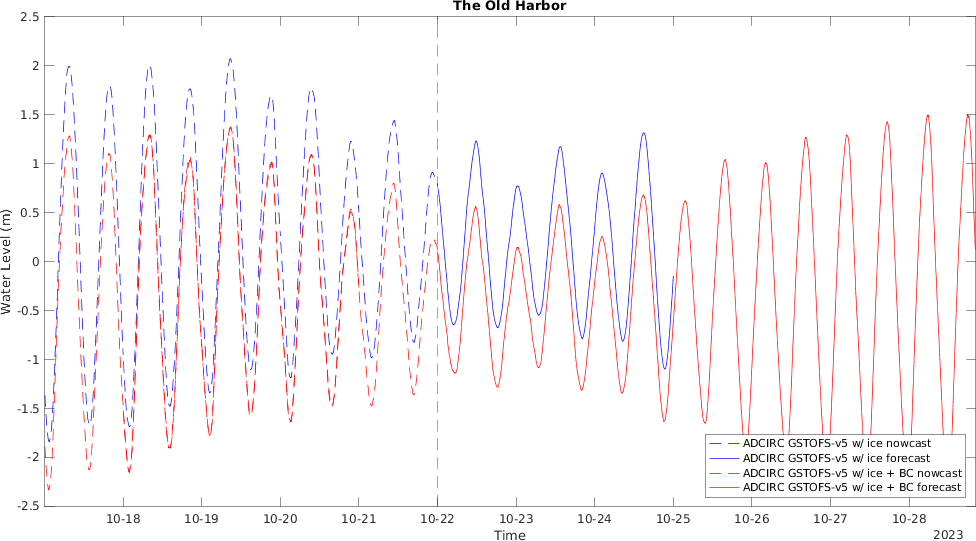 The Old Harbor
Water Level (m)
2.5
2
1.5
1
0.5
0
-0.5
-1
-1.5
-2
-2.5
ADCIRC GSTOFS-v5 w/ ice nowcast
ADCIRC GSTOFS-v5 w/ ice forecast
ADCIRC GSTOFS-v5 w/ ice + BC nowcast
ADCIRC GSTOFS-v5 w/ ice + BC forecast
10-18 10-19 10-20 10-21 10-22 10-23 10-24 10-25 10-26 10-27 10-28
Time
2023